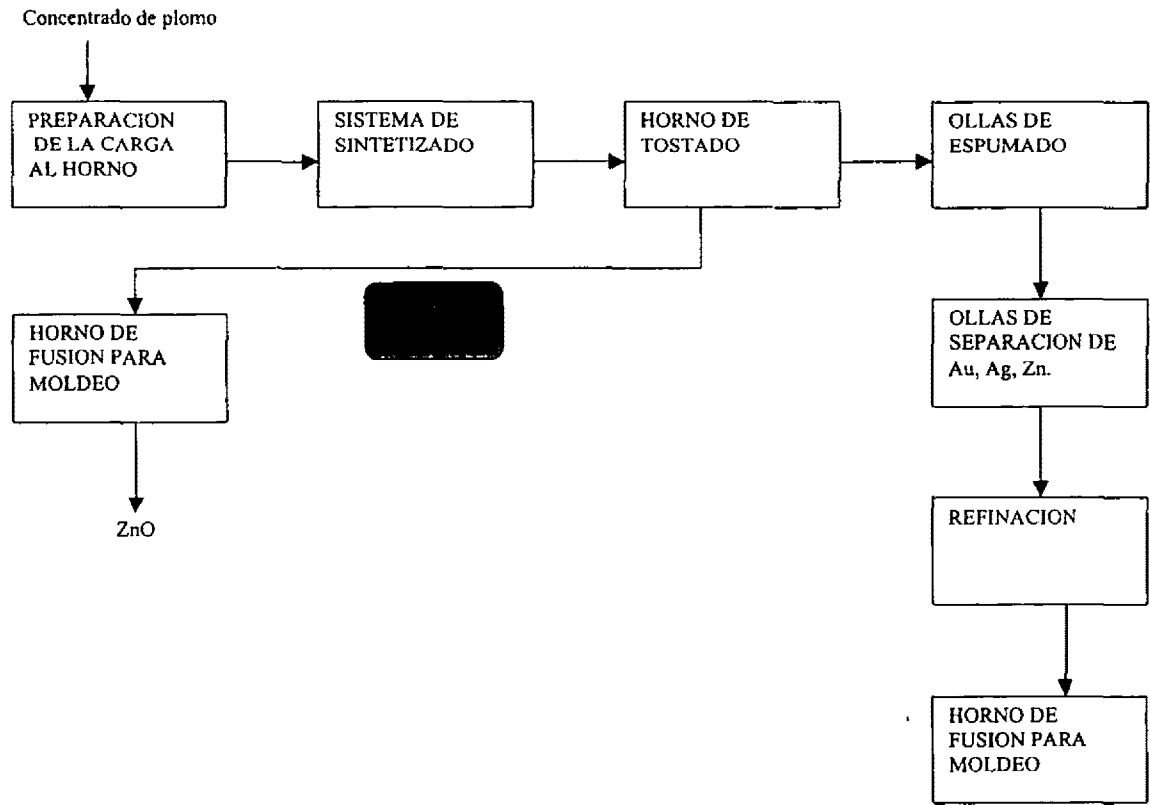 Concentrado de plomo
PREPARACION
DE LA CARGA
AL HORNO
SISTEMA DE
SINTETIZADO
HORNO DE
TOSTADO
OLLAS DE
ESPUMADO
HORNO DE
FUSION PARA
MOLDEO
OLLAS DE
SEPARACION DE
Au, Ag, Zn.
ZnO
REFINACION
HORNO DE
FUSION PARA
MOLDEO